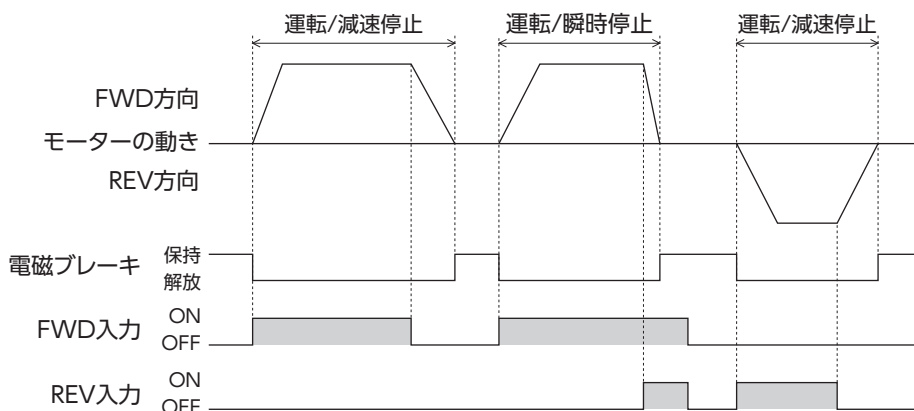 運転/減速停止 運転/瞬時停止 運転/減速停止
FWD方向
モーターの動き
REV方向
電磁ブレーキ 保持
解放
FWD入力 ON
OFF
REV入力 ON
OFF